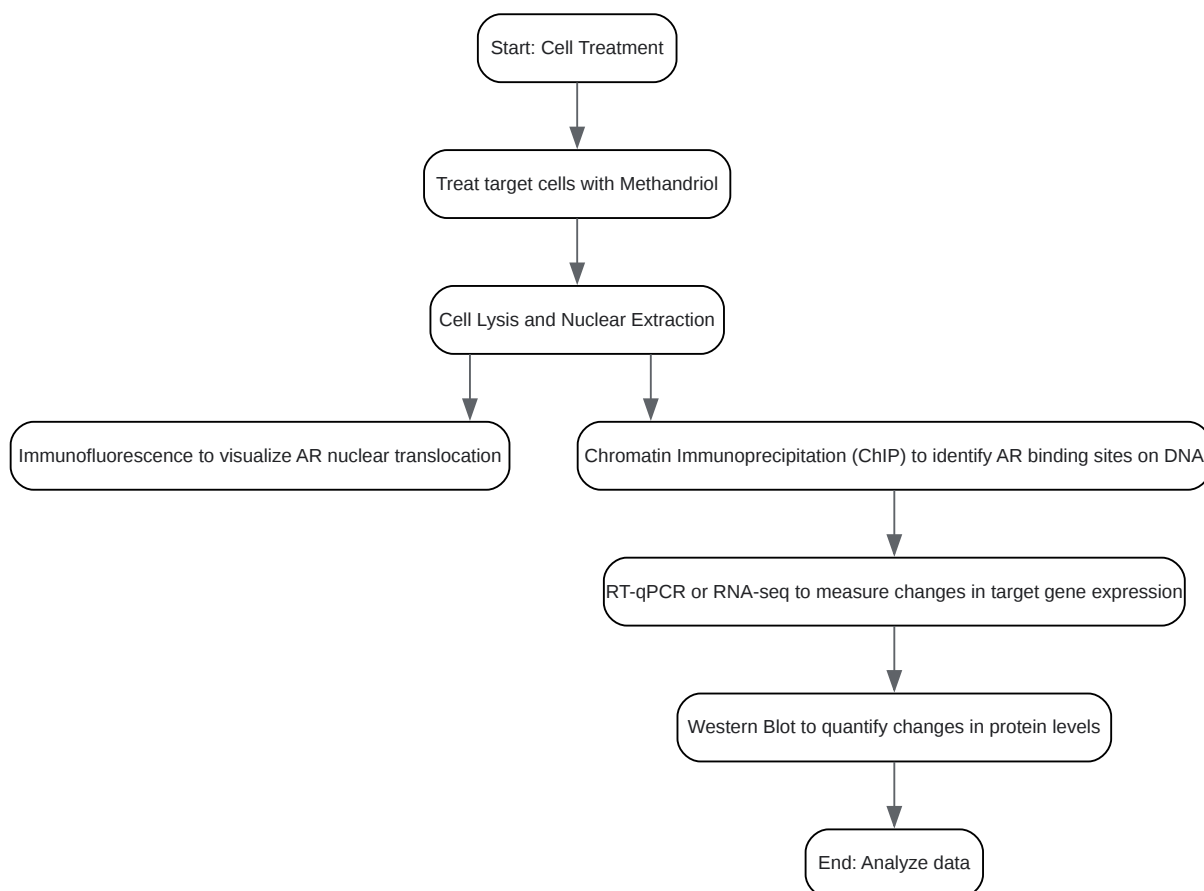 Start: Cell Treatment
Treat target cells with Methandriol
Cell Lysis and Nuclear Extraction
Immunofluorescence to visualize AR nuclear translocation
Chromatin Immunoprecipitation (ChIP) to identify AR binding sites on DNA
RT-qPCR or RNA-seq to measure changes in target gene expression
Western Blot to quantify changes in protein levels
End: Analyze data